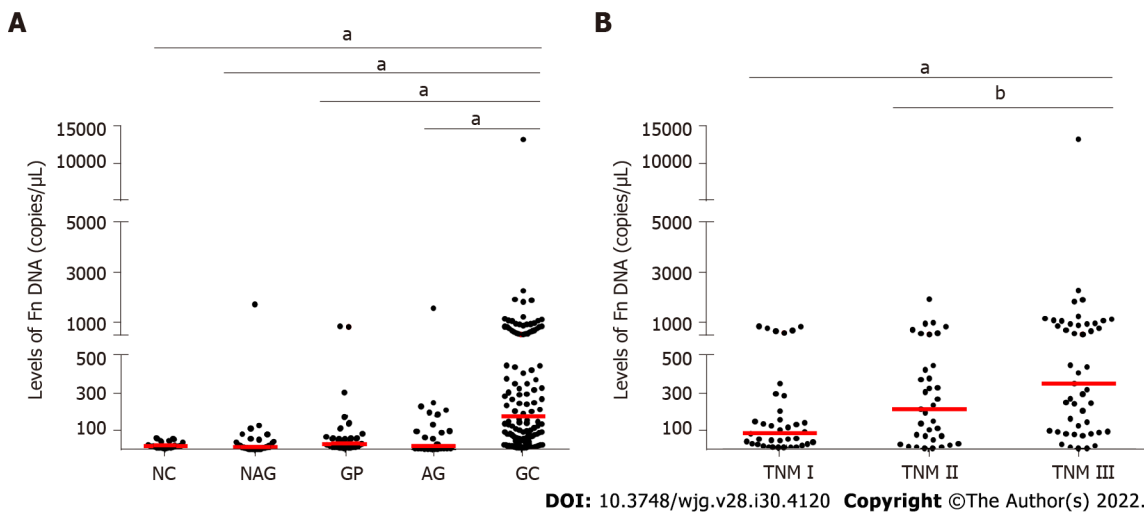 A
a
a
a
a
Levels of Fn DNA (copies/μL)
15000
10000
5000
3000
1000
500
300
100
NC NAG GP AG GC
B
a
b
Levels of Fn DNA (copies/μL)
15000
10000
5000
3000
1000
500
300
100
TNM I TNM II TNM III
DOI: 10.3748/wjg.v28.i30.4120 Copyright ©The Author(s) 2022.